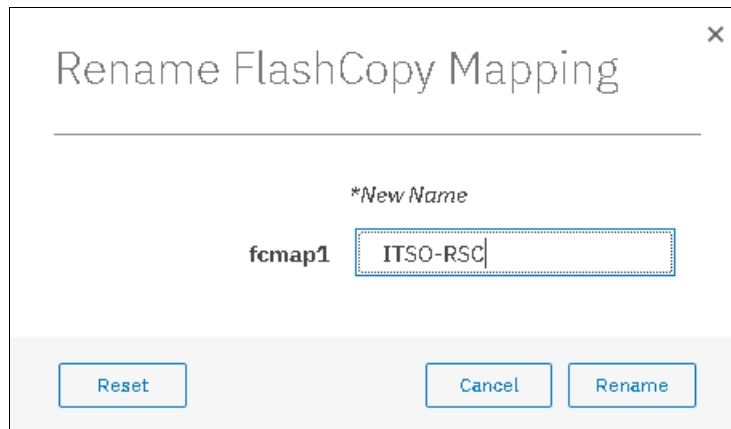 Rename FlashCopy Mapping
*New Name
fcmap1 ITSO-RSC
Reset Cancel Rename